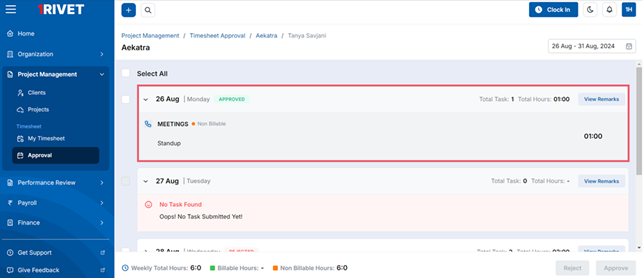 1RIVET
Clock In
1H
Home
Organization
Project Management
Clients
Projects
Timesheet
My Timesheet
Approval
Performance Review
Payroll
Finance
Get Support
Give Feedback
Project Management / Timesheet Approval / Aekatra / Tanya Savjani
Aekatra
26 Aug - 31 Aug, 2024
Select All
26 Aug | Monday APPROVED Total Task: 1 Total Hours: 01:00 View Remarks
MEETINGS Non Billable
Standup
01:00
27 Aug | Tuesday Total Task: 0 Total Hours: - View Remarks
No Task Found
Oops! No Task Submitted Yet!
28 Aug | Wednesday REJECTED Total Task: 2 View Remarks
Weekly Total Hours: 6:0 Billable Hours: - Non Billable Hours: 6:0
Reject Approve